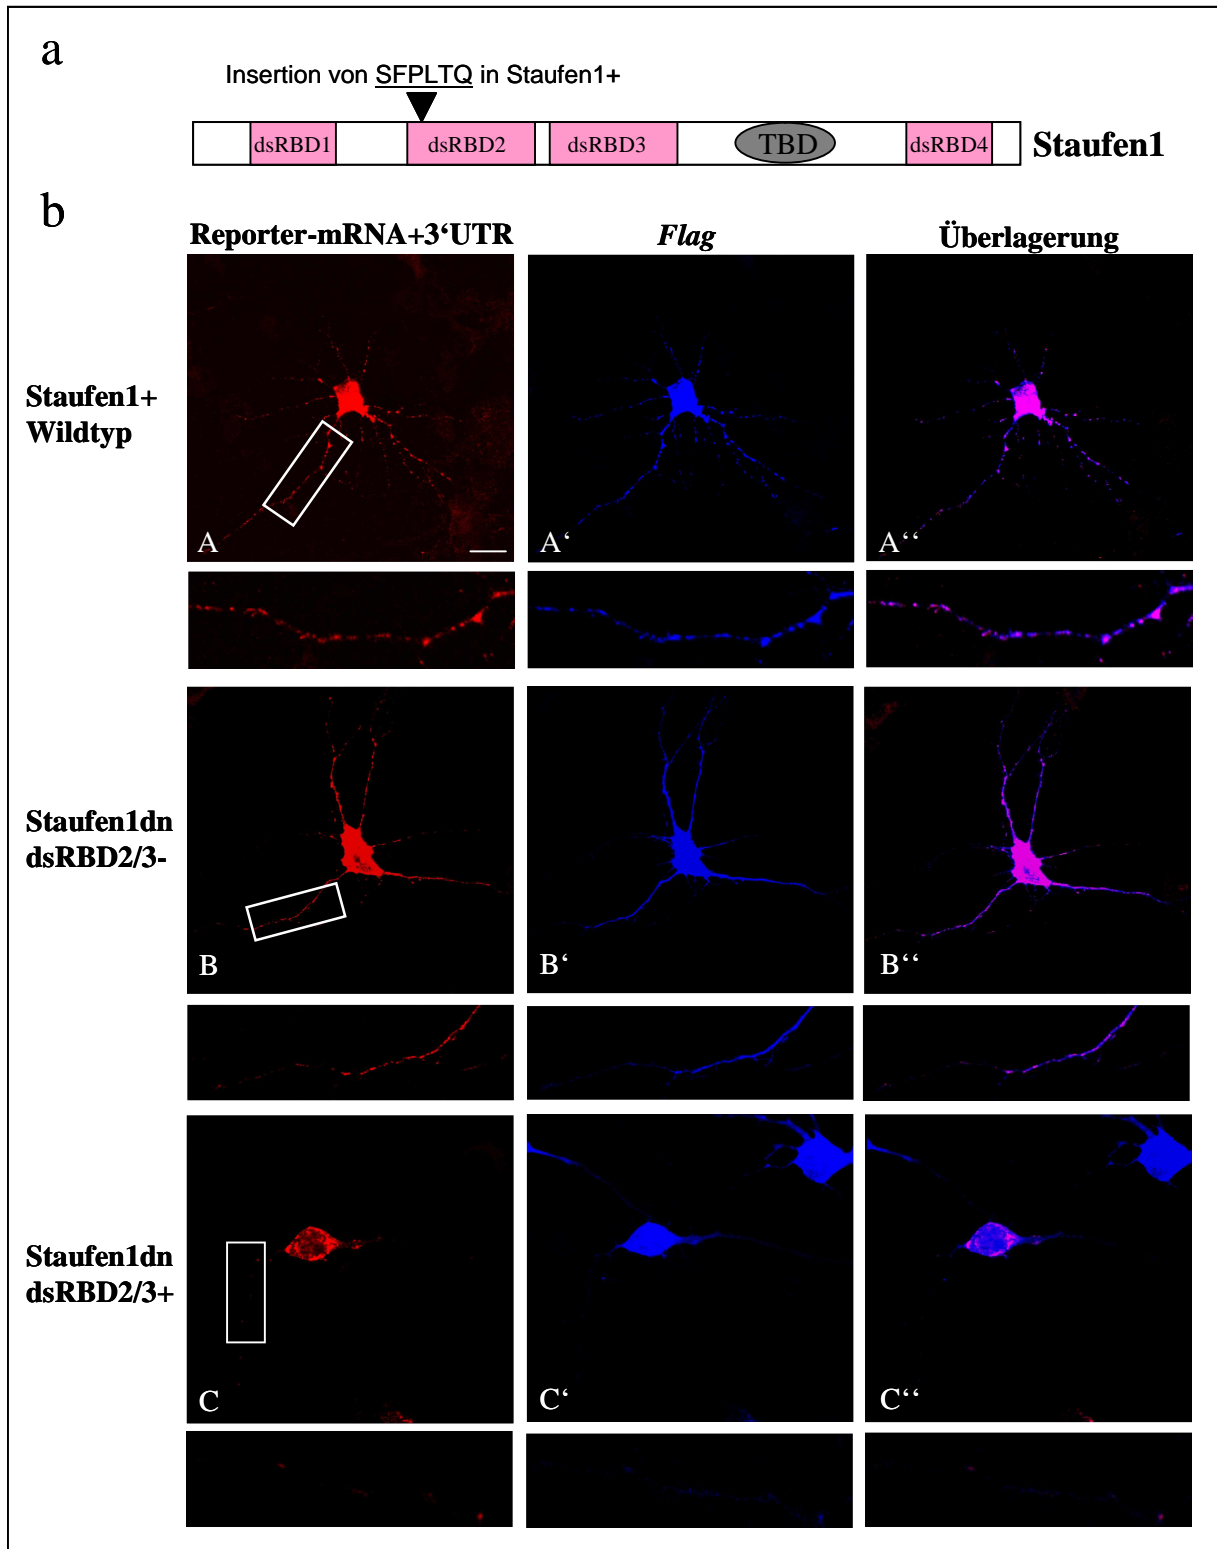 a
Insertion von SFPLTQ in Staufen1+
dsRBD1 dsRBD2 dsRBD3 TBD dsRBD4 Staufen1
b
Reporter-mRNA+3‘UTR Flag Überlagerung
Staufen1+
Wildtyp
A A‘ A‘‘
Staufen1dn
dsRBD2/3-
B B‘ B‘‘
Staufen1dn
dsRBD2/3+
C C‘ C‘‘